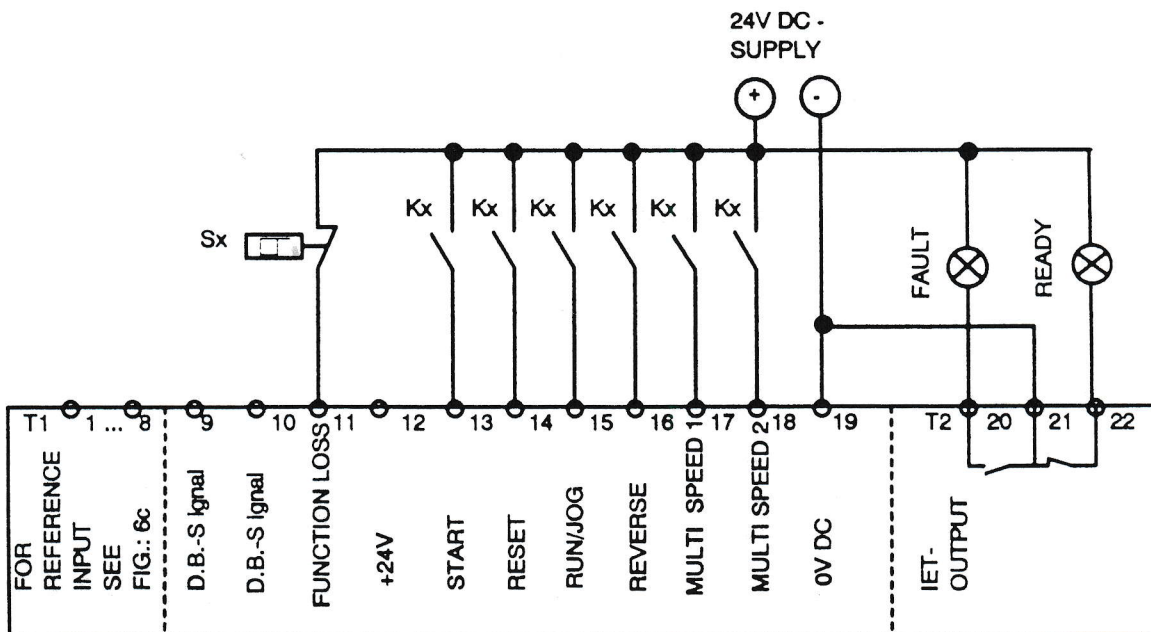 24V DC -
SUPPLY
+ -
Sx Kx Kx Kx Kx Kx Kx FAULT READY
T1 1 ... 8 9 10 11 12 13 14 15 16 17 18 19 T2 20 21 22
FOR
REFERENCE
INPUT
SEE
FIG.: 6c
D.B.-S Ignal
D.B.-S Ignal
FUNCTION LOSS
+24V
START
RESET
RUN/JOG
REVERSE
MULTI SPEED 1
MULTI SPEED 2
0V DC
IET-
OUTPUT